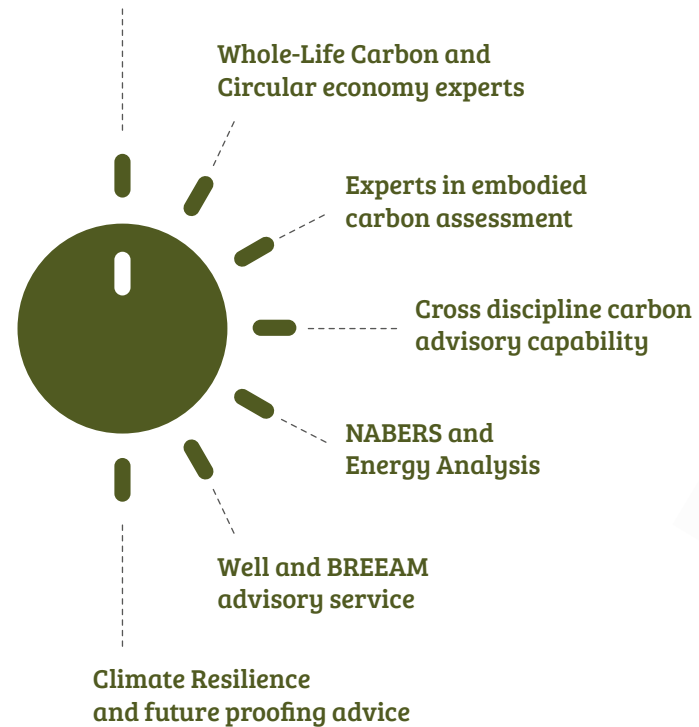 Whole-Life Carbon and
Circular economy experts
Experts in embodied
carbon assessment
Cross discipline carbon
advisory capability
NABERS and
Energy Analysis
Well and BREEAM
advisory service
Climate Resilience
and future proofing advice